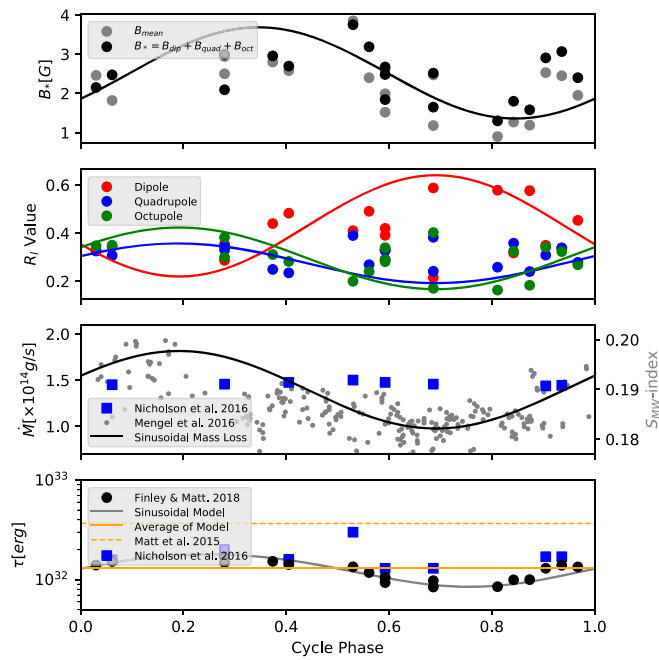 4
3
2
1
B*[G]
B_mean
B* = B_dip + B_quad + B_oct
0.6
0.4
0.2
R_l Value
Dipole
Quadrupole
Octupole
2.0
1.5
1.0
Ṁ[×10^14 g/s]
Nicholson et al. 2016
Mengel et al. 2016
Sinusoidal Mass Loss
0.20
0.19
0.18
S_MW-index
10^33
10^32
τ[erg]
Finley & Matt. 2018
Sinusoidal Model
Average of Model
Matt et al. 2015
Nicholson et al. 2016
0.0 0.2 0.4 0.6 0.8 1.0
Cycle Phase